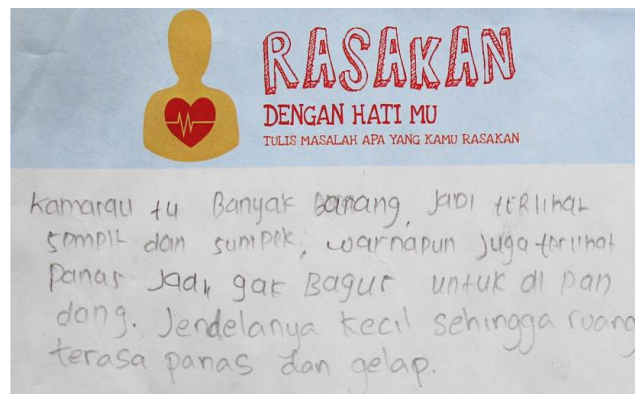 RASAKAN
DENGAN HATI MU
TULIS MASALAH APA YANG KAMU RASAKAN
Kamarqu tu Banyak Barang, JaDi teRlihat
sempit dan sumpek, warnapun juga terlihat
Panas Jadi gak Bagus untuk di pan
dang. Jendelanya kecil sehingga ruang
terasa panas dan gelap.